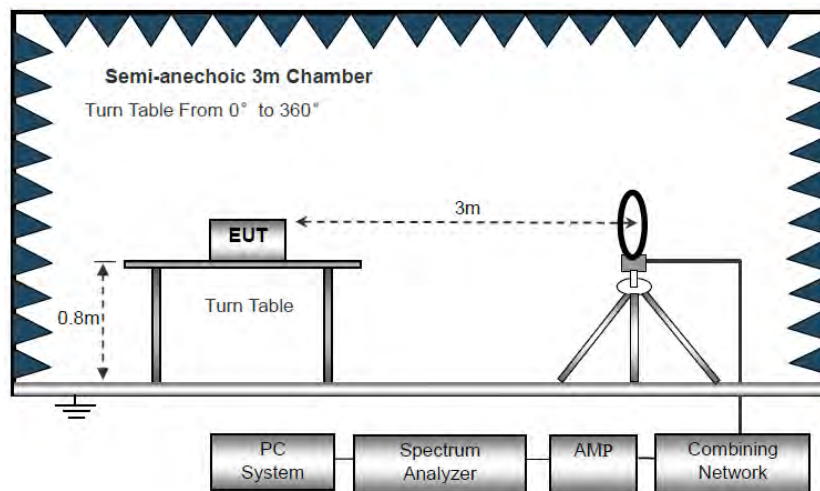 Semi-anechoic 3m Chamber
Turn Table From 0° to 360°
3m
EUT
Turn Table
0.8m
PC
System
Spectrum
Analyzer
AMP
Combining
Network